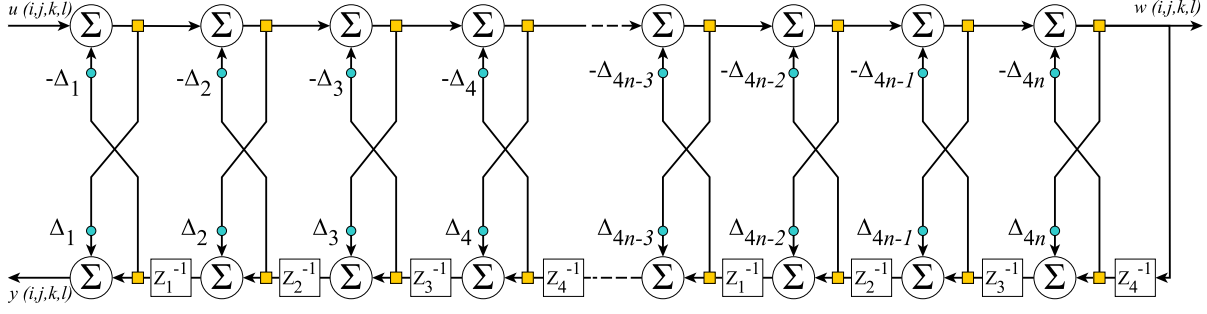 u (i,j,k,l) w (i,j,k,l)
Σ Σ Σ Σ Σ Σ Σ Σ
-Δ1 -Δ2 -Δ3 -Δ4 -Δ4n-3 -Δ4n-2 -Δ4n-1 -Δ4n
Δ1 Δ2 Δ3 Δ4 Δ4n-3 Δ4n-2 Δ4n-1 Δ4n
Σ Z1^-1 Σ Z2^-1 Σ Z3^-1 Σ Z4^-1 Σ Z1^-1 Σ Z2^-1 Σ Z3^-1 Σ Z4^-1
y (i,j,k,l)